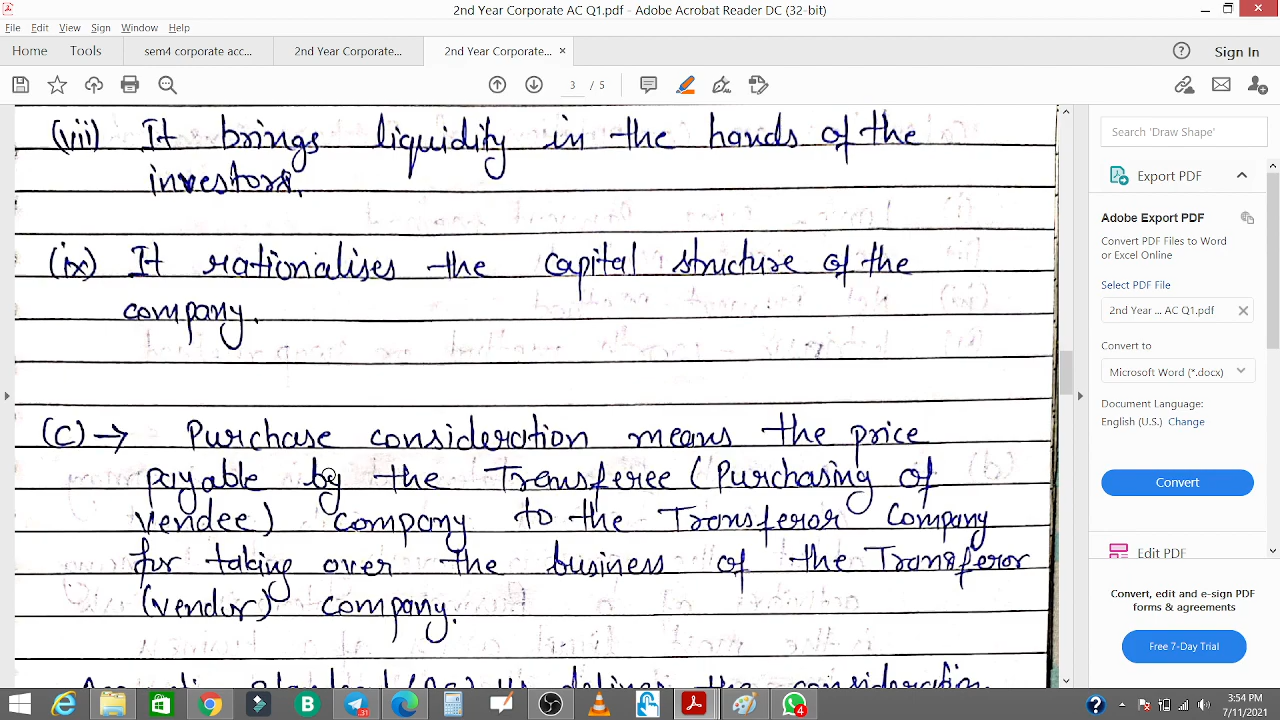 2nd Year Corporate AC Q1.pdf - Adobe Acrobat Reader DC (32-bit)
File Edit View Sign Window Help
Home Tools sem4 corporate acc... 2nd Year Corporate... 2nd Year Corporate... × Sign In
3 / 5
(vii) It brings liquidity in the hands of the
investors.
(ix) It rationalises the capital structure of the
company.
(c) → Purchase consideration means the price
payable by the Transferee (Purchasing of
vendee) company to the Transferor Company
for taking over the business of the Transferor
(vendor) company.
the consideration
Search 'Draw Shape'
Export PDF
Adobe Export PDF
Convert PDF Files to Word
or Excel Online
Select PDF File
2nd Year ... AC Q1.pdf
Convert to
Microsoft Word (*.docx)
Document Language:
English (U.S.) Change
Convert
Edit PDF
Convert, edit and e-sign PDF
forms & agreements
Free 7-Day Trial
31
B
4
3:54 PM
7/11/2021